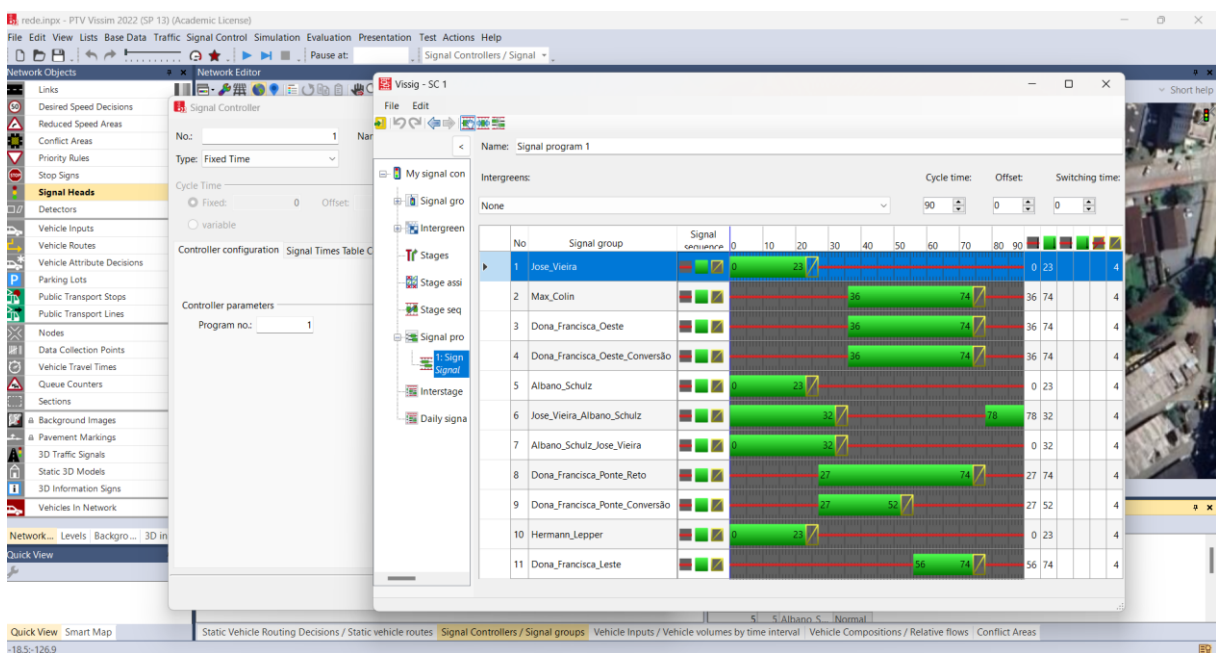 rede.inpx - PTV Vissim 2022 (SP 13) (Academic License)
File Edit View Lists Base Data Traffic Signal Control Simulation Evaluation Presentation Test Actions Help
Pause at: Signal Controllers / Signal
Network Objects
Network Editor
Short help
Links
Desired Speed Decisions
Reduced Speed Areas
Conflict Areas
Priority Rules
Stop Signs
Signal Heads
Detectors
Vehicle Inputs
Vehicle Routes
Vehicle Attribute Decisions
Parking Lots
Public Transport Stops
Public Transport Lines
Nodes
Data Collection Points
Vehicle Travel Times
Queue Counters
Sections
Background Images
Pavement Markings
3D Traffic Signals
Static 3D Models
3D Information Signs
Vehicles In Network
Network... Levels Backgro... 3D in
Quick View
Quick View Smart Map
-18.5:-126.9
Signal Controller
No.: 1 Nar
Type: Fixed Time
Cycle Time
Fixed: 0 Offset:
variable
Controller configuration Signal Times Table C
Controller parameters
Program no.: 1
Vissig - SC 1
File Edit
<
My signal con
Signal gro
Intergreen
Stages
Stage assi
Stage seq
Signal pro
1: Sign
Signal
Interstage
Daily signa
Name: Signal program 1
Intergreens: Cycle time: Offset: Switching time:
None 90 0 0
No Signal group Signal sequence 0 10 20 30 40 50 60 70 80 90
1 Jose_Vieira 0 23 0 23 4
2 Max_Colin 36 74 36 74 4
3 Dona_Francisca_Oeste 36 74 36 74 4
4 Dona_Francisca_Oeste_Conversão 36 74 36 74 4
5 Albano_Schulz 0 23 0 23 4
6 Jose_Vieira_Albano_Schulz 32 78 78 32 4
7 Albano_Schulz_Jose_Vieira 0 32 0 32 4
8 Dona_Francisca_Ponte_Reto 27 74 27 74 4
9 Dona_Francisca_Ponte_Conversão 27 52 27 52 4
10 Hermann_Lepper 0 23 0 23 4
11 Dona_Francisca_Leste 56 74 56 74 4
5 5 Albano S... Normal
Static Vehicle Routing Decisions / Static vehicle routes Signal Controllers / Signal groups Vehicle Inputs / Vehicle volumes by time interval Vehicle Compositions / Relative flows Conflict Areas